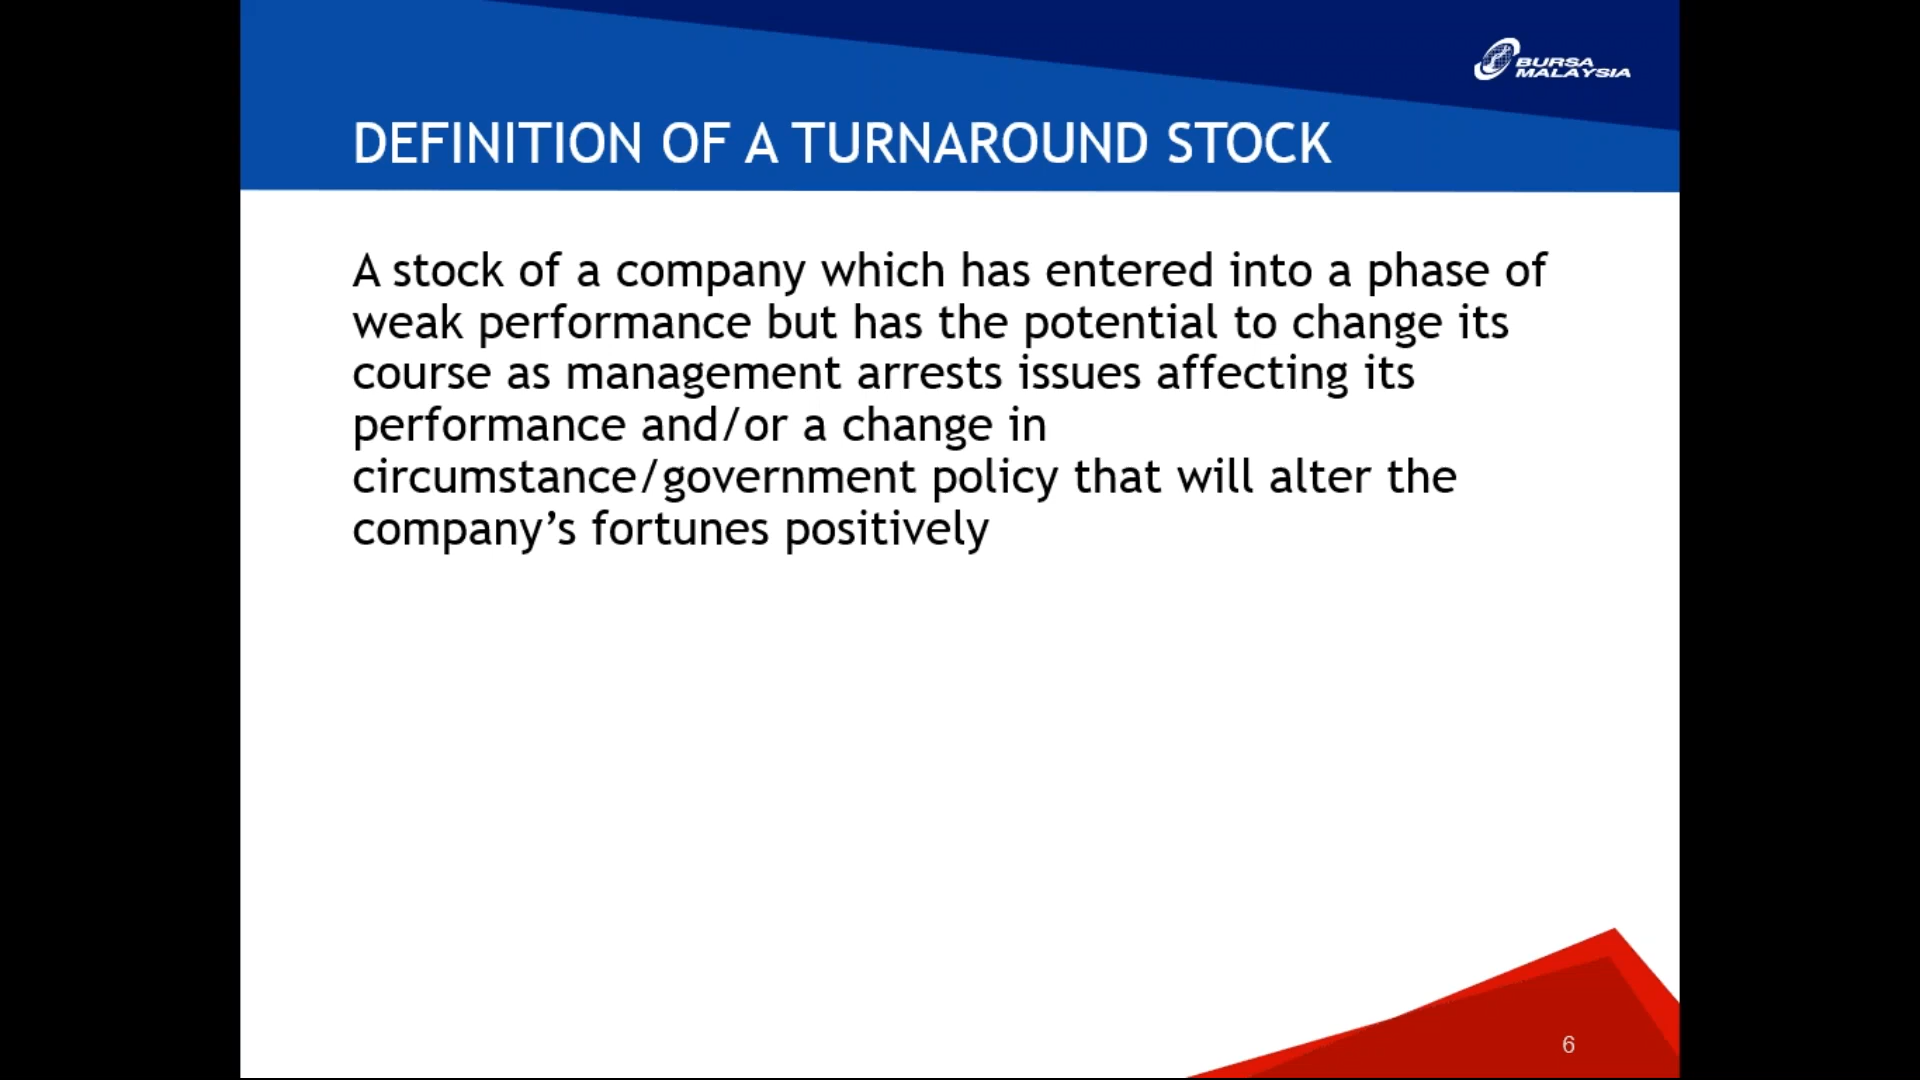 BURSA
MALAYSIA
DEFINITION OF A TURNAROUND STOCK
A stock of a company which has entered into a phase of
weak performance but has the potential to change its
course as management arrests issues affecting its
performance and/or a change in
circumstance/government policy that will alter the
company’s fortunes positively
6